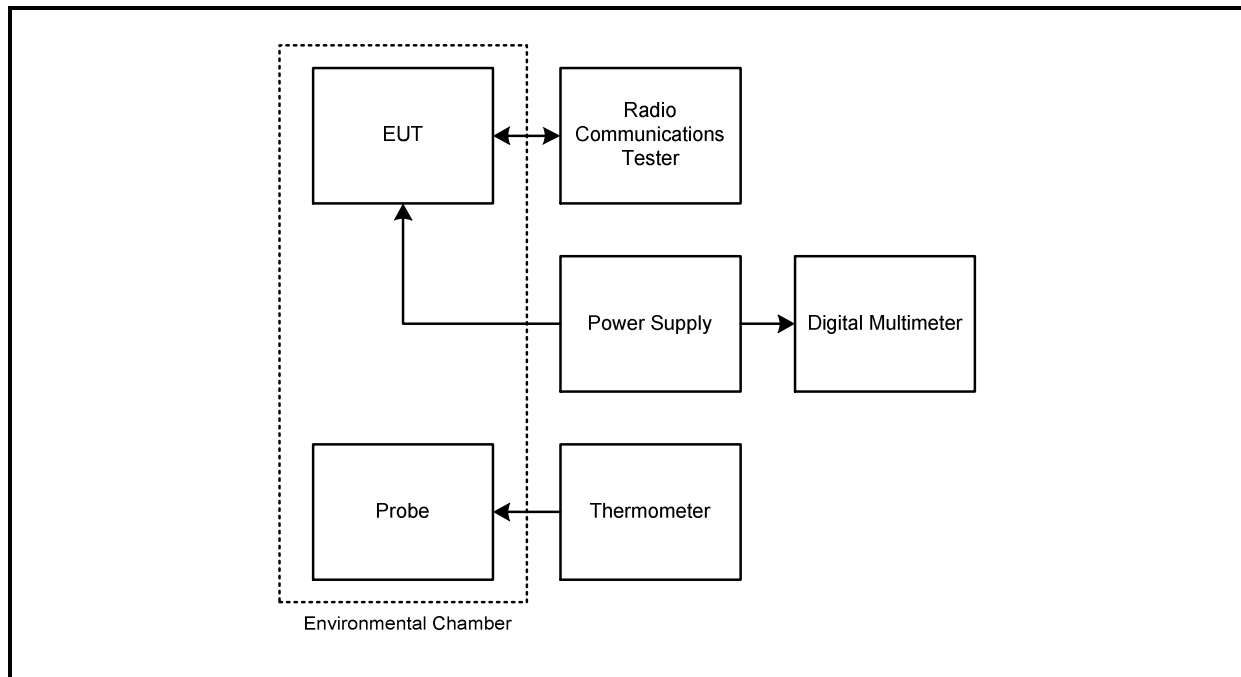 EUT
Radio
Communications
Tester
Power Supply
Digital Multimeter
Probe
Thermometer
Environmental Chamber